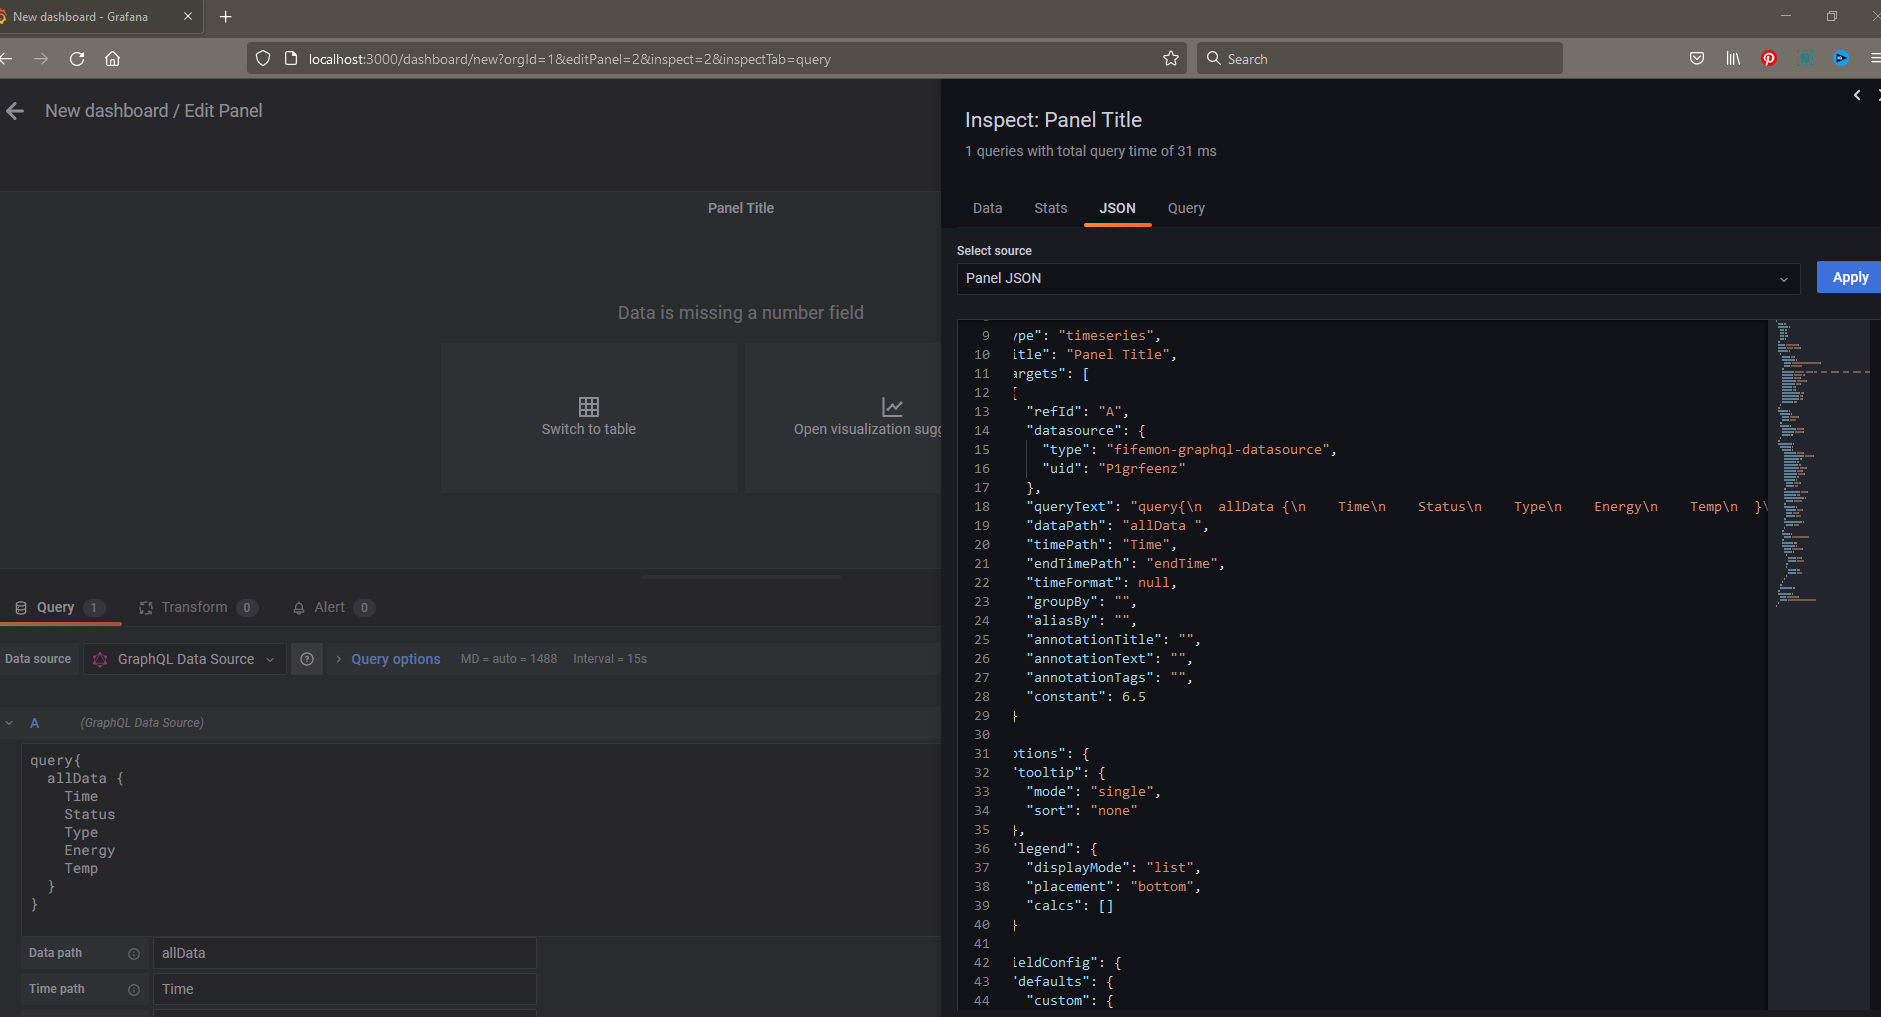 New dashboard - Grafana
localhost:3000/dashboard/new?orgId=1&editPanel=2&inspect=2&inspectTab=query
Search
New dashboard / Edit Panel
Panel Title
Data is missing a number field
Switch to table
Open visualization sugg
Query 1
Transform 0
Alert 0
Data source
GraphQL Data Source
Query options
MD = auto = 1488
Interval = 15s
A
(GraphQL Data Source)
query{
allData {
Time
Status
Type
Energy
Temp
}
}
Data path
allData
Time path
Time
Inspect: Panel Title
1 queries with total query time of 31 ms
Data
Stats
JSON
Query
Select source
Panel JSON
Apply
9 ype": "timeseries",
10 itle": "Panel Title",
11 argets": [
12 {
13 "refId": "A",
14 "datasource": {
15 "type": "fifemon-graphql-datasource",
16 "uid": "P1grfeenz"
17 },
18 "queryText": "query{\n  allData {\n    Time\n    Status\n    Type\n    Energy\n    Temp\n  }\
19 "dataPath": "allData ",
20 "timePath": "Time",
21 "endTimePath": "endTime",
22 "timeFormat": null,
23 "groupBy": "",
24 "aliasBy": "",
25 "annotationTitle": "",
26 "annotationText": "",
27 "annotationTags": "",
28 "constant": 6.5
29 }
30
31 ptions": {
32 "tooltip": {
33 "mode": "single",
34 "sort": "none"
35 },
36 "legend": {
37 "displayMode": "list",
38 "placement": "bottom",
39 "calcs": []
40 }
41
42 ieldConfig": {
43 "defaults": {
44 "custom": {